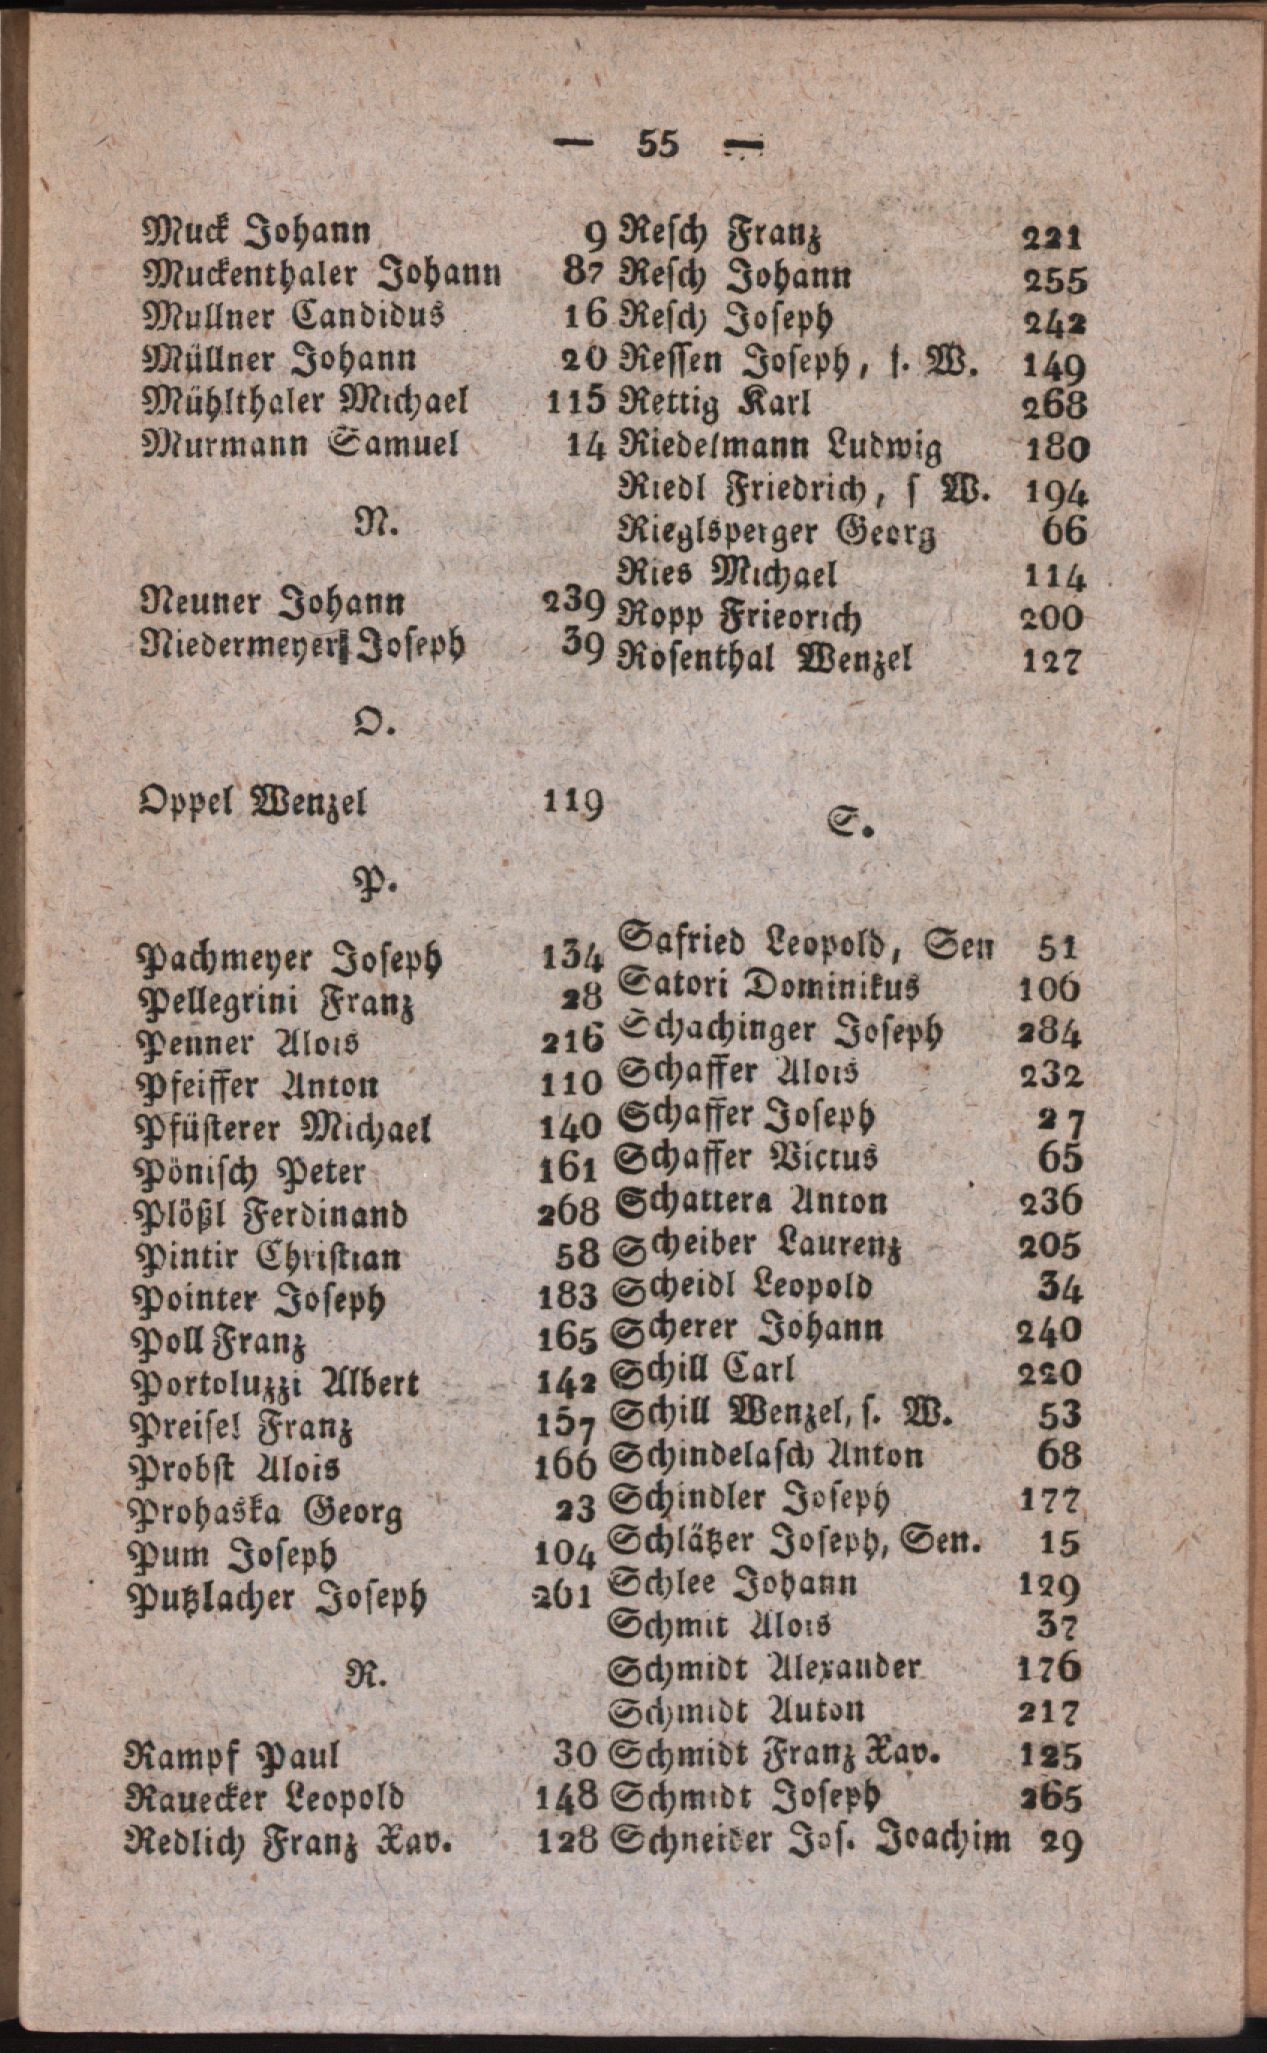 — 55 —
Muck Johann 9
Muckenthaler Johann 87
Mullner Candidus 16
Müllner Johann 20
Mühlthaler Michael 115
Murmann Samuel 14
N.
Neuner Johann 239
Niedermeyer Joseph 39
O.
Oppel Wenzel 119
P.
Pachmeyer Joseph 134
Pellegrini Franz 28
Penner Alois 216
Pfeiffer Anton 110
Pfüsterer Michael 140
Pönisch Peter 161
Plößl Ferdinand 268
Pintir Christian 58
Pointer Joseph 183
Poll Franz 165
Portoluzzi Albert 142
Preisel Franz 157
Probst Alois 166
Prohaska Georg 23
Pum Joseph 104
Putzlacher Joseph 261
R.
Rampf Paul 30
Rauecker Leopold 148
Redlich Franz Xav. 128
Resch Franz 221
Resch Johann 255
Resch Joseph 242
Ressen Joseph, s. W. 149
Rettig Karl 268
Riedelmann Ludwig 180
Riedl Friedrich, s W. 194
Rieglsperger Georg 66
Ries Michael 114
Ropp Friedrich 200
Rosenthal Wenzel 127
S.
Safried Leopold, Sen 51
Satori Dominikus 106
Schachinger Joseph 284
Schaffer Alois 232
Schaffer Joseph 27
Schaffer Victus 65
Schattera Anton 236
Scheiber Laurenz 205
Scheidl Leopold 34
Scherer Johann 240
Schill Carl 220
Schill Wenzel, s. W. 53
Schindelasch Anton 68
Schindler Joseph 177
Schlätzer Joseph, Sen. 15
Schlee Johann 129
Schmit Alois 37
Schmidt Alexander 176
Schmidt Anton 217
Schmidt Franz Xav. 125
Schmidt Joseph 265
Schneider Jos. Joachim 29